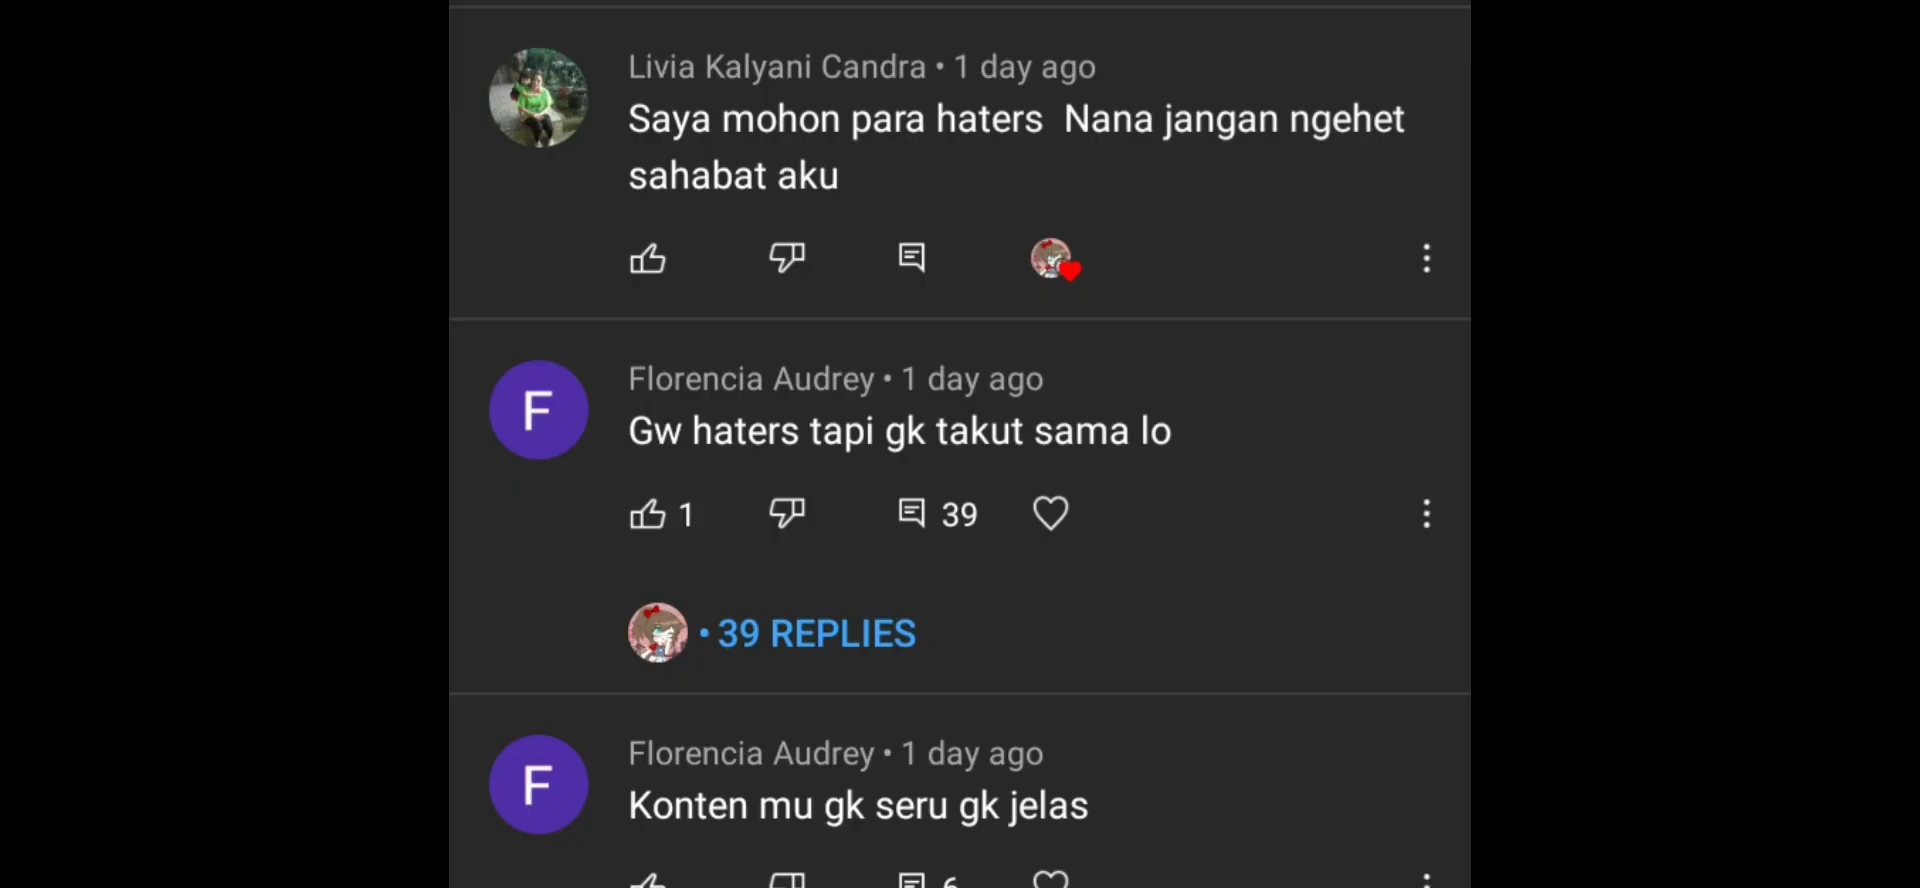 Livia Kalyani Candra • 1 day ago
Saya mohon para haters  Nana jangan ngehet
sahabat aku
F
Florencia Audrey • 1 day ago
Gw haters tapi gk takut sama lo
1
39
• 39 REPLIES
F
Florencia Audrey • 1 day ago
Konten mu gk seru gk jelas
6